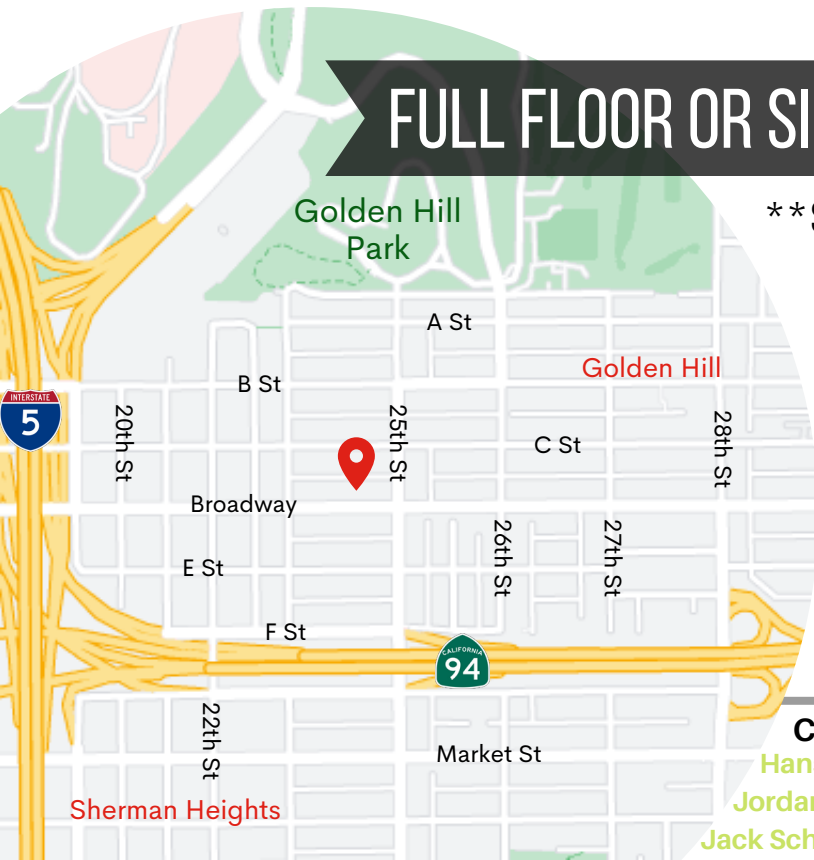 FULL FLOOR OR SI
**S
Golden Hill
Park
A St
Golden Hill
B St
INTERSTATE
5
20th St
25th St
28th St
C St
Broadway
26th St
27th St
E St
F St
CALIFORNIA
94
22th St
Market St
Sherman Heights
C
Han
Jordan
Jack Sch